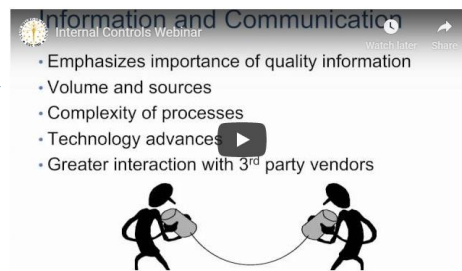 Information and Communication
Internal Controls Webinar
Watch later
Share
• Emphasizes importance of quality information
• Volume and sources
• Complexity of processes
• Technology advances
• Greater interaction with 3rd party vendors